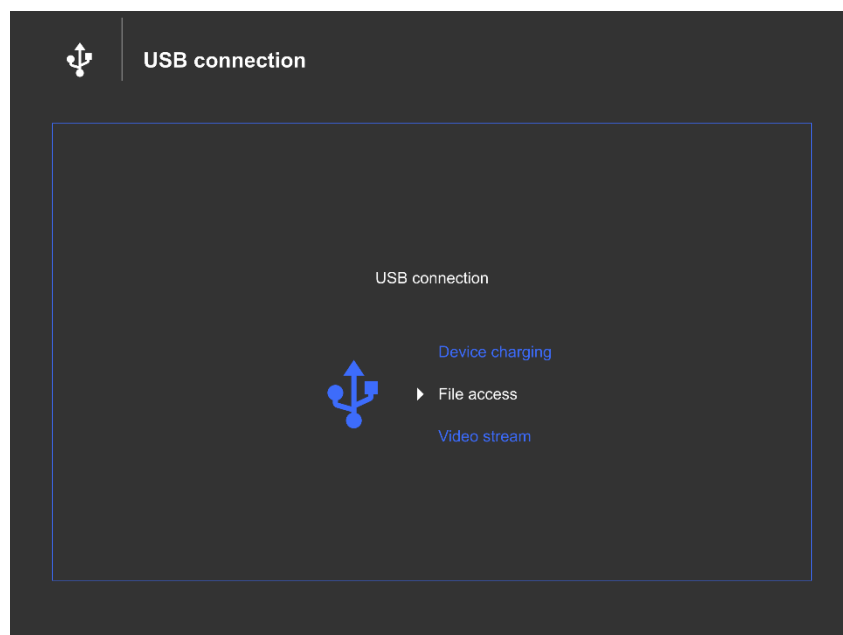 USB connection
USB connection
Device charging
File access
Video stream